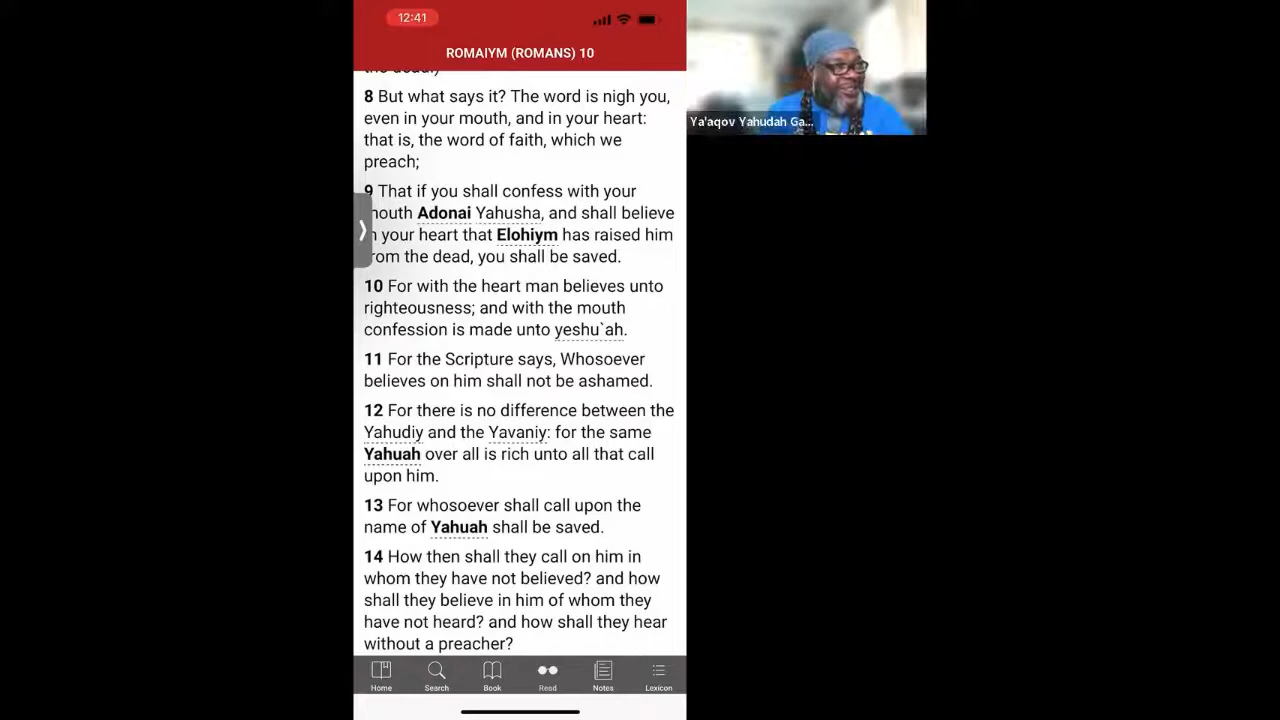 12:41
ROMAIYM (ROMANS) 10
8 But what says it? The word is nigh you,
even in your mouth, and in your heart:
that is, the word of faith, which we
preach;
9 That if you shall confess with your
mouth Adonai Yahusha, and shall believe
in your heart that Elohiym has raised him
from the dead, you shall be saved.
10 For with the heart man believes unto
righteousness; and with the mouth
confession is made unto yeshu`ah.
11 For the Scripture says, Whosoever
believes on him shall not be ashamed.
12 For there is no difference between the
Yahudiy and the Yavaniy: for the same
Yahuah over all is rich unto all that call
upon him.
13 For whosoever shall call upon the
name of Yahuah shall be saved.
14 How then shall they call on him in
whom they have not believed? and how
shall they believe in him of whom they
have not heard? and how shall they hear
without a preacher?
Home Search Book Read Notes Lexicon
Ya'aqov Yahudah Ga...